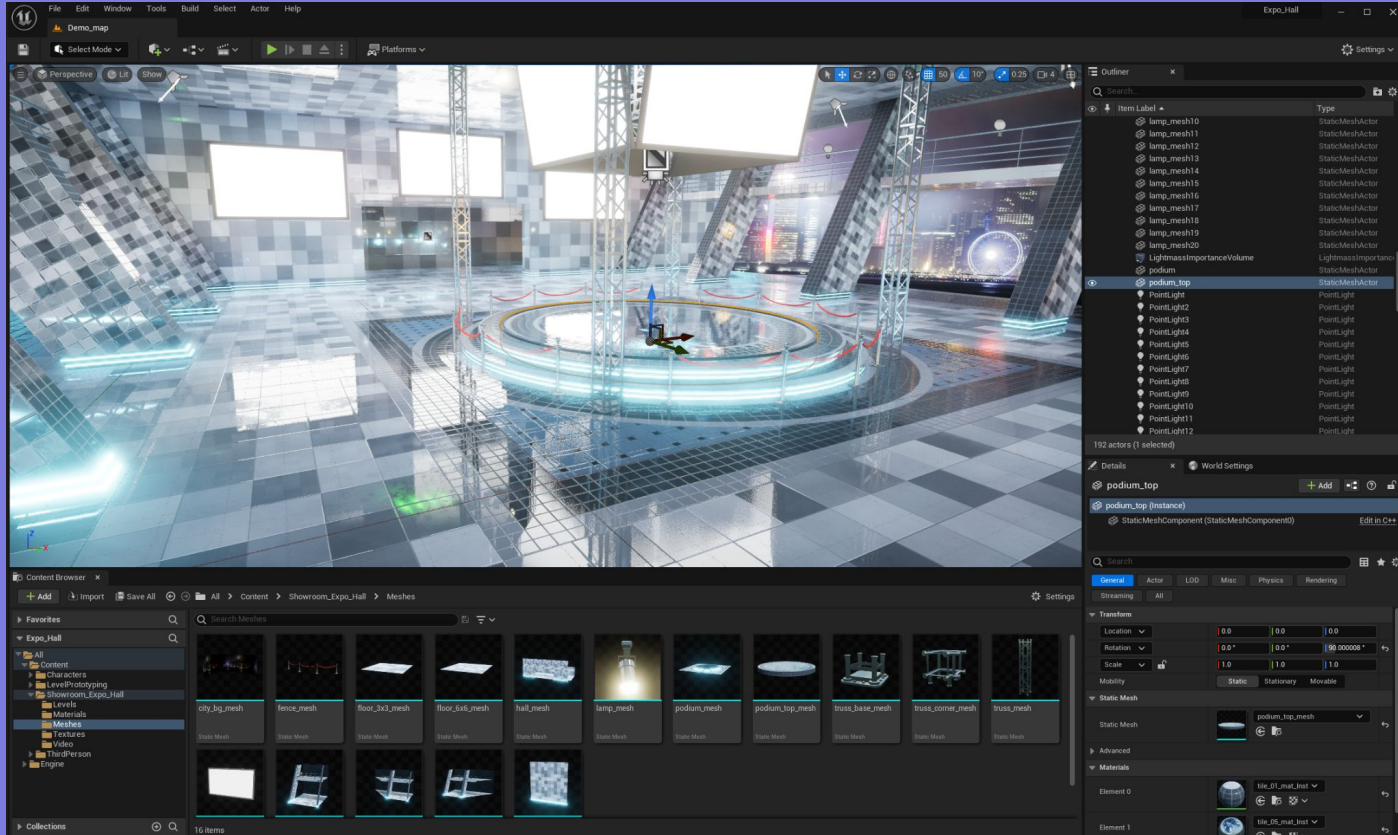 File Edit Window Tools Build Select Actor Help
Expo_Hall
Demo_map
Select Mode
Platforms
Settings
Perspective Lit Show
50 10° 0.25 4
Outliner
Search...
Item Label Type
lamp_mesh10 StaticMeshActor
lamp_mesh11 StaticMeshActor
lamp_mesh12 StaticMeshActor
lamp_mesh13 StaticMeshActor
lamp_mesh14 StaticMeshActor
lamp_mesh15 StaticMeshActor
lamp_mesh16 StaticMeshActor
lamp_mesh17 StaticMeshActor
lamp_mesh18 StaticMeshActor
lamp_mesh19 StaticMeshActor
lamp_mesh20 StaticMeshActor
LightmassImportanceVolume LightmassImportanc
podium StaticMeshActor
podium_top StaticMeshActor
PointLight PointLight
PointLight2 PointLight
PointLight3 PointLight
PointLight4 PointLight
PointLight5 PointLight
PointLight6 PointLight
PointLight7 PointLight
PointLight8 PointLight
PointLight9 PointLight
PointLight10 PointLight
PointLight11 PointLight
PointLight12 PointLight
192 actors (1 selected)
Details World Settings
podium_top + Add
podium_top (Instance)
StaticMeshComponent (StaticMeshComponent0) Edit in C++
Search
General Actor LOD Misc Physics Rendering
Streaming All
Transform
Location 0.0 0.0 0.0
Rotation 0.0 ° 0.0 ° 90.000008 °
Scale 1.0 1.0 1.0
Mobility Static Stationary Movable
Static Mesh
Static Mesh podium_top_mesh
Advanced
Materials
Element 0 tile_01_mat_Inst
Element 1 tile_05_mat_Inst
z
x
Content Browser
+ Add Import Save All All > Content > Showroom_Expo_Hall > Meshes Settings
Favorites
Expo_Hall
All
Content
Characters
LevelPrototyping
Showroom_Expo_Hall
Levels
Materials
Meshes
Textures
Video
ThirdPerson
Engine
Collections
Search Meshes
city_bg_mesh fence_mesh floor_3x3_mesh floor_6x6_mesh hall_mesh lamp_mesh podium_mesh podium_top_mesh truss_base_mesh truss_corner_mesh truss_mesh
Static Mesh Static Mesh Static Mesh Static Mesh Static Mesh Static Mesh Static Mesh Static Mesh Static Mesh Static Mesh Static Mesh
16 items